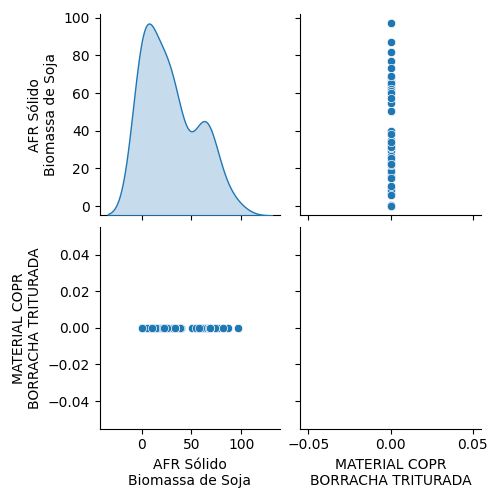 100
80
60
40
20
0
AFR Sólido
Biomassa de Soja
0.04
0.02
0.00
−0.02
−0.04
MATERIAL COPR
BORRACHA TRITURADA
0 50 100
AFR Sólido
Biomassa de Soja
−0.05 0.00 0.05
MATERIAL COPR
BORRACHA TRITURADA